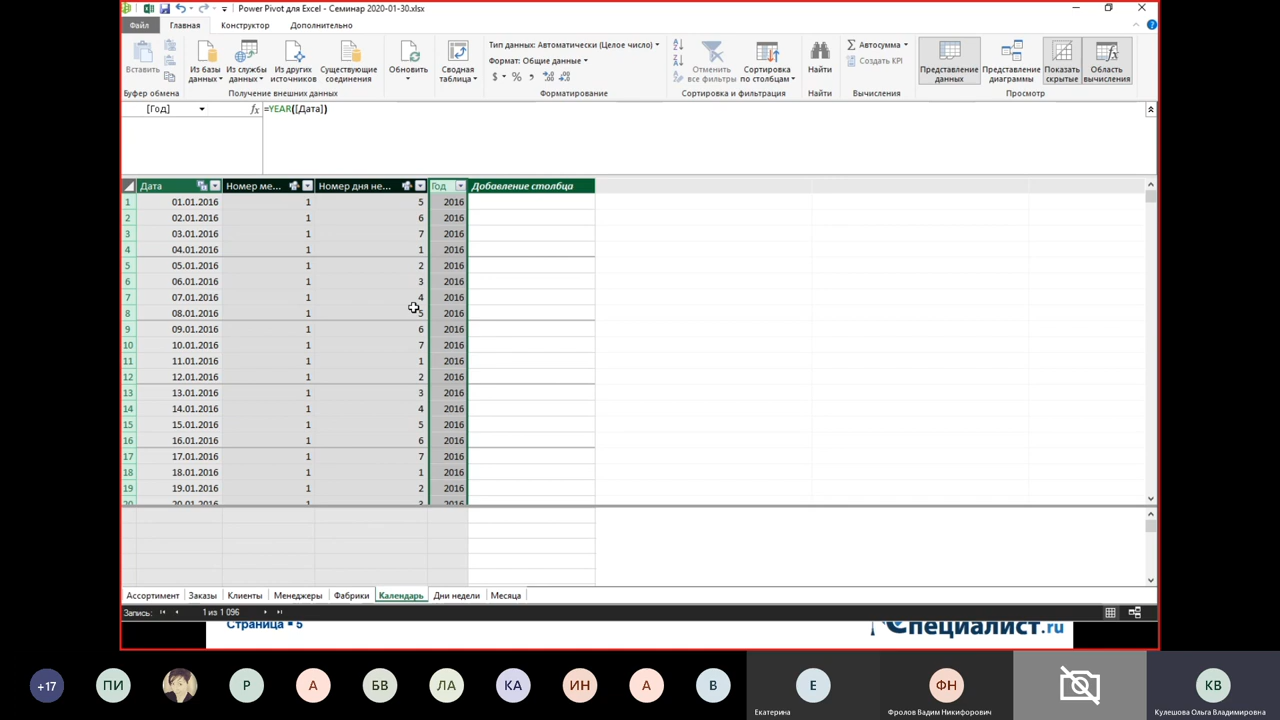 Power Pivot для Excel - Семинар 2020-01-30.xlsx
Файл Главная Конструктор Дополнительно
Вставить
Буфер обмена
Из базы данных
Из службы данных
Из других источников
Существующие соединения
Получение внешних данных
Обновить
Сводная таблица
Тип данных: Автоматически (Целое число)
Формат: Общие данные
$ % ,
Форматирование
Отменить все фильтры
Сортировка по столбцам
Сортировка и фильтрация
Найти
Найти
Автосумма
Создать KPI
Вычисления
Представление данных
Представление диаграммы
Показать скрытые
Область вычисления
Просмотр
[Год] fx =YEAR([Дата])
Дата Номер ме... Номер дня не... Год Добавление столбца
1 01.01.2016 1 5 2016
2 02.01.2016 1 6 2016
3 03.01.2016 1 7 2016
4 04.01.2016 1 1 2016
5 05.01.2016 1 2 2016
6 06.01.2016 1 3 2016
7 07.01.2016 1 4 2016
8 08.01.2016 1 5 2016
9 09.01.2016 1 6 2016
10 10.01.2016 1 7 2016
11 11.01.2016 1 1 2016
12 12.01.2016 1 2 2016
13 13.01.2016 1 3 2016
14 14.01.2016 1 4 2016
15 15.01.2016 1 5 2016
16 16.01.2016 1 6 2016
17 17.01.2016 1 7 2016
18 18.01.2016 1 1 2016
19 19.01.2016 1 2 2016
20 20.01.2016 1 3 2016
Ассортимент Заказы Клиенты Менеджеры Фабрики Календарь Дни недели Месяца
Запись: 1 из 1 096
Страница ▪ 5
Специалист.ru
+17 ПИ Р А БВ ЛА КА ИН А В Е ФН КВ
Екатерина
Фролов Вадим Никифорович
Кулешова Ольга Владимировна